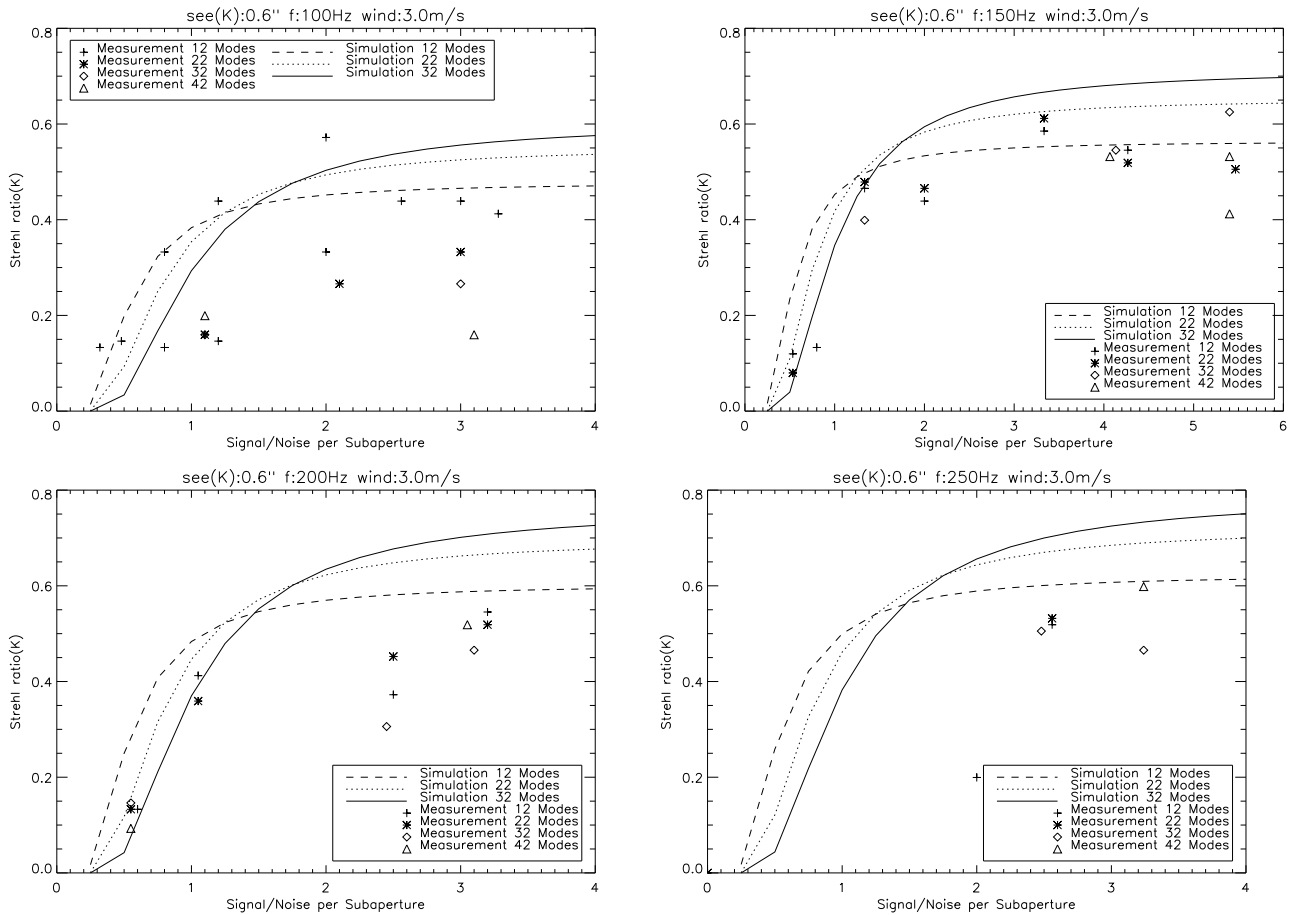 see(K):0.6'' f:100Hz wind:3.0m/s
0.8
Measurement 12 Modes
Measurement 22 Modes
Measurement 32 Modes
Measurement 42 Modes
Simulation 12 Modes
Simulation 22 Modes
Simulation 32 Modes
0.6
0.4
0.2
0.0
Strehl ratio(K)
0 1 2 3 4
Signal/Noise per Subaperture
see(K):0.6'' f:150Hz wind:3.0m/s
0.8
0.6
0.4
0.2
0.0
Strehl ratio(K)
Simulation 12 Modes
Simulation 22 Modes
Simulation 32 Modes
Measurement 12 Modes
Measurement 22 Modes
Measurement 32 Modes
Measurement 42 Modes
0 1 2 3 4 5 6
Signal/Noise per Subaperture
see(K):0.6'' f:200Hz wind:3.0m/s
0.8
0.6
0.4
0.2
0.0
Strehl ratio(K)
Simulation 12 Modes
Simulation 22 Modes
Simulation 32 Modes
Measurement 12 Modes
Measurement 22 Modes
Measurement 32 Modes
Measurement 42 Modes
0 1 2 3 4
Signal/Noise per Subaperture
see(K):0.6'' f:250Hz wind:3.0m/s
0.8
0.6
0.4
0.2
0.0
Strehl ratio(K)
Simulation 12 Modes
Simulation 22 Modes
Simulation 32 Modes
Measurement 12 Modes
Measurement 22 Modes
Measurement 32 Modes
Measurement 42 Modes
0 1 2 3 4
Signal/Noise per Subaperture